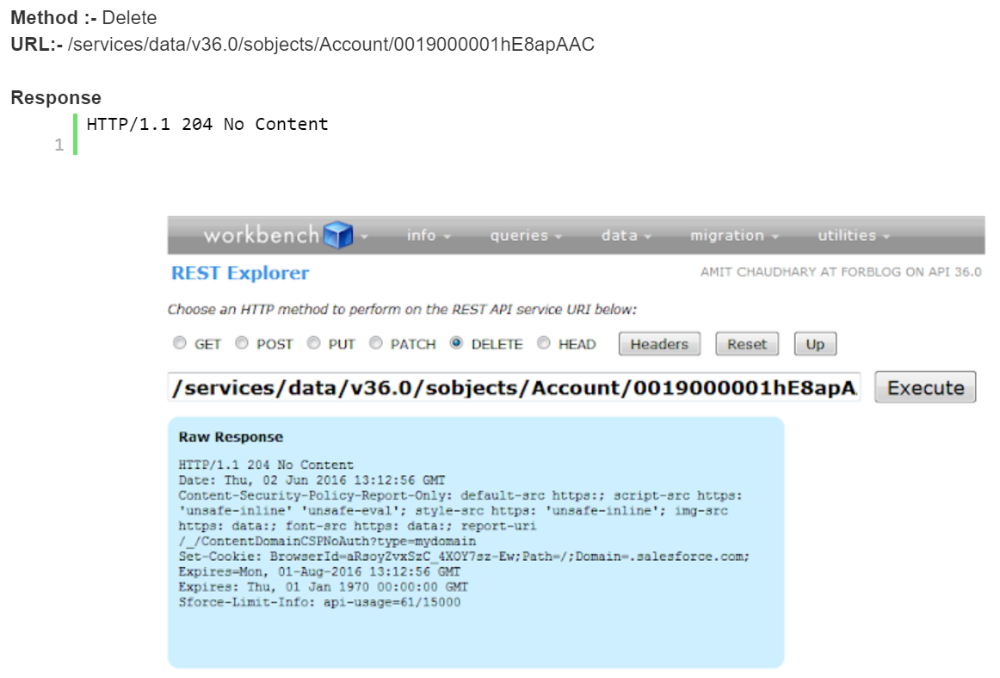 Method :- Delete
URL:- /services/data/v36.0/sobjects/Account/0019000001hE8apAAC
Response
HTTP/1.1 204 No Content
1
workbench info queries data migration utilities
REST Explorer AMIT CHAUDHARY AT FORBLOG ON API 36.0
Choose an HTTP method to perform on the REST API service URI below:
GET POST PUT PATCH DELETE HEAD Headers Reset Up
/services/data/v36.0/sobjects/Account/0019000001hE8apA Execute
Raw Response
HTTP/1.1 204 No Content
Date: Thu, 02 Jun 2016 13:12:56 GMT
Content-Security-Policy-Report-Only: default-src https:; script-src https:
'unsafe-inline' 'unsafe-eval'; style-src https: 'unsafe-inline'; img-src
https: data:; font-src https: data:; report-uri
/_/ContentDomainCSPNoAuth?type=mydomain
Set-Cookie: BrowserId=aRsoyZvxSzC_4XOY7sz-Ew;Path=/;Domain=.salesforce.com;
Expires=Mon, 01-Aug-2016 13:12:56 GMT
Expires: Thu, 01 Jan 1970 00:00:00 GMT
Sforce-Limit-Info: api-usage=61/15000